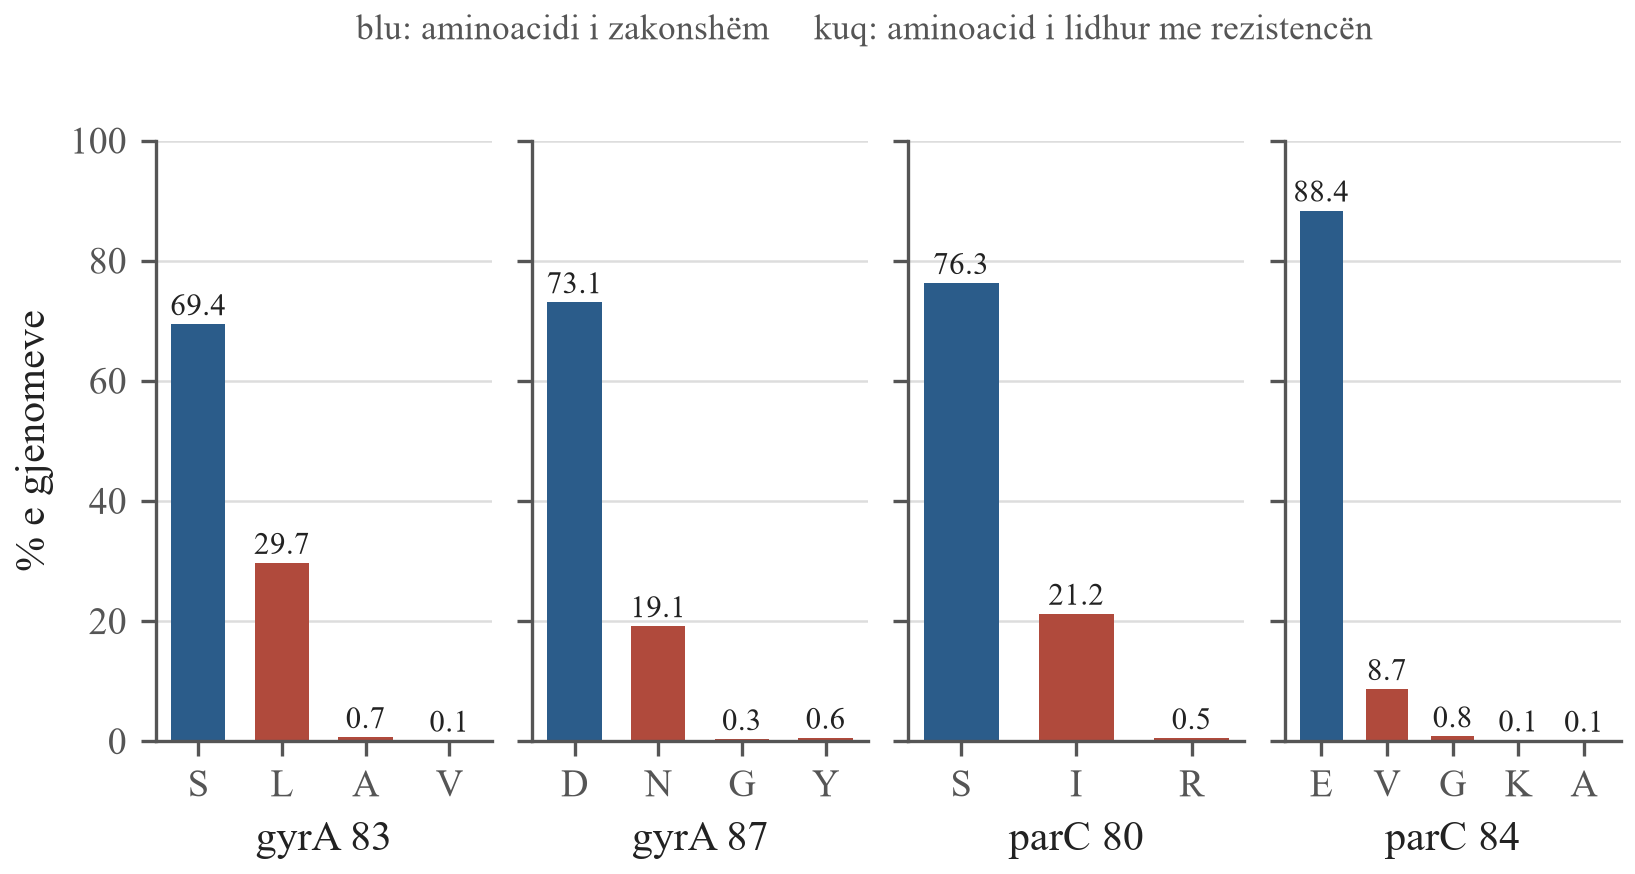 blu: aminoacidi i zakonshëm kuq: aminoacid i lidhur me rezistencën
% e gjenomeve
100
80
60
40
20
0
69.4
29.7
0.7
0.1
S L A V
gyrA 83
73.1
19.1
0.3
0.6
D N G Y
gyrA 87
76.3
21.2
0.5
S I R
parC 80
88.4
8.7
0.8
0.1
0.1
E V G K A
parC 84